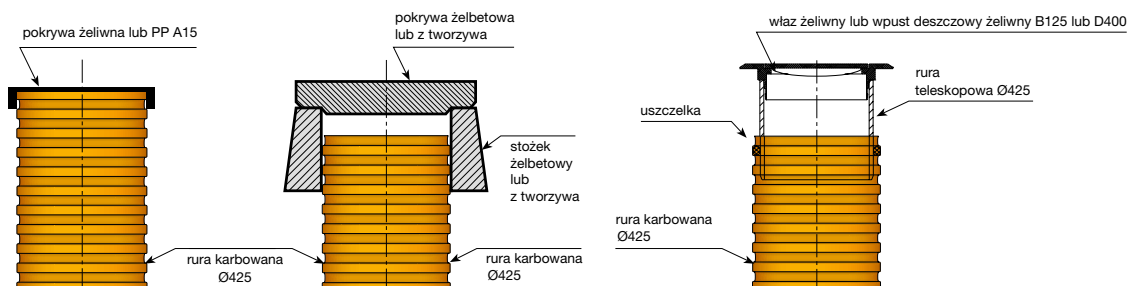 pokrywa żeliwna lub PP A15
pokrywa żelbetowa
lub z tworzywa
stożek
żelbetowy
lub
z tworzywa
rura karbowana
Ø425
rura karbowana
Ø425
właz żeliwny lub wpust deszczowy żeliwny B125 lub D400
rura
teleskopowa Ø425
uszczelka
rura karbowana
Ø425